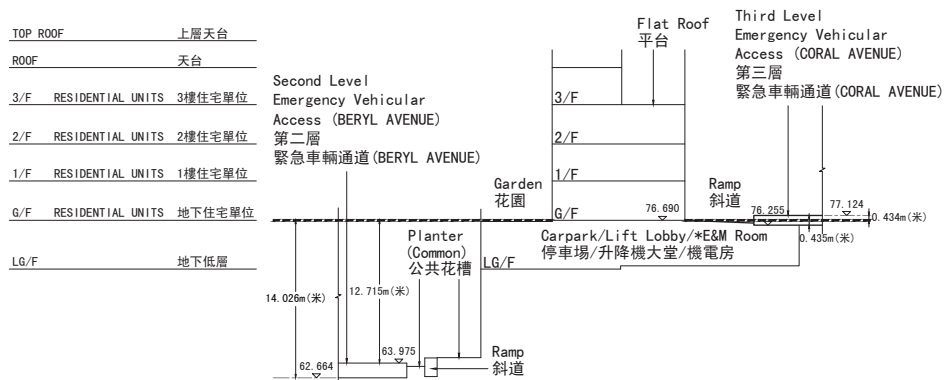 TOP ROOF 上層天台
ROOF 天台
3/F RESIDENTIAL UNITS 3樓住宅單位
2/F RESIDENTIAL UNITS 2樓住宅單位
1/F RESIDENTIAL UNITS 1樓住宅單位
G/F RESIDENTIAL UNITS 地下住宅單位
LG/F 地下低層
Second Level
Emergency Vehicular
Access (BERYL AVENUE)
第二層
緊急車輛通道(BERYL AVENUE)
Flat Roof
平台
Third Level
Emergency Vehicular
Access (CORAL AVENUE)
第三層
緊急車輛通道(CORAL AVENUE)
3/F
2/F
1/F
G/F
LG/F
Garden
花園
Ramp
斜道
76.690
76.255
77.124
0.434m(米)
0.435m(米)
Planter
(Common)
公共花槽
Carpark/Lift Lobby/*E&M Room
停車場/升降機大堂/機電房
14.026m(米)
12.715m(米)
62.664
63.975
Ramp
斜道